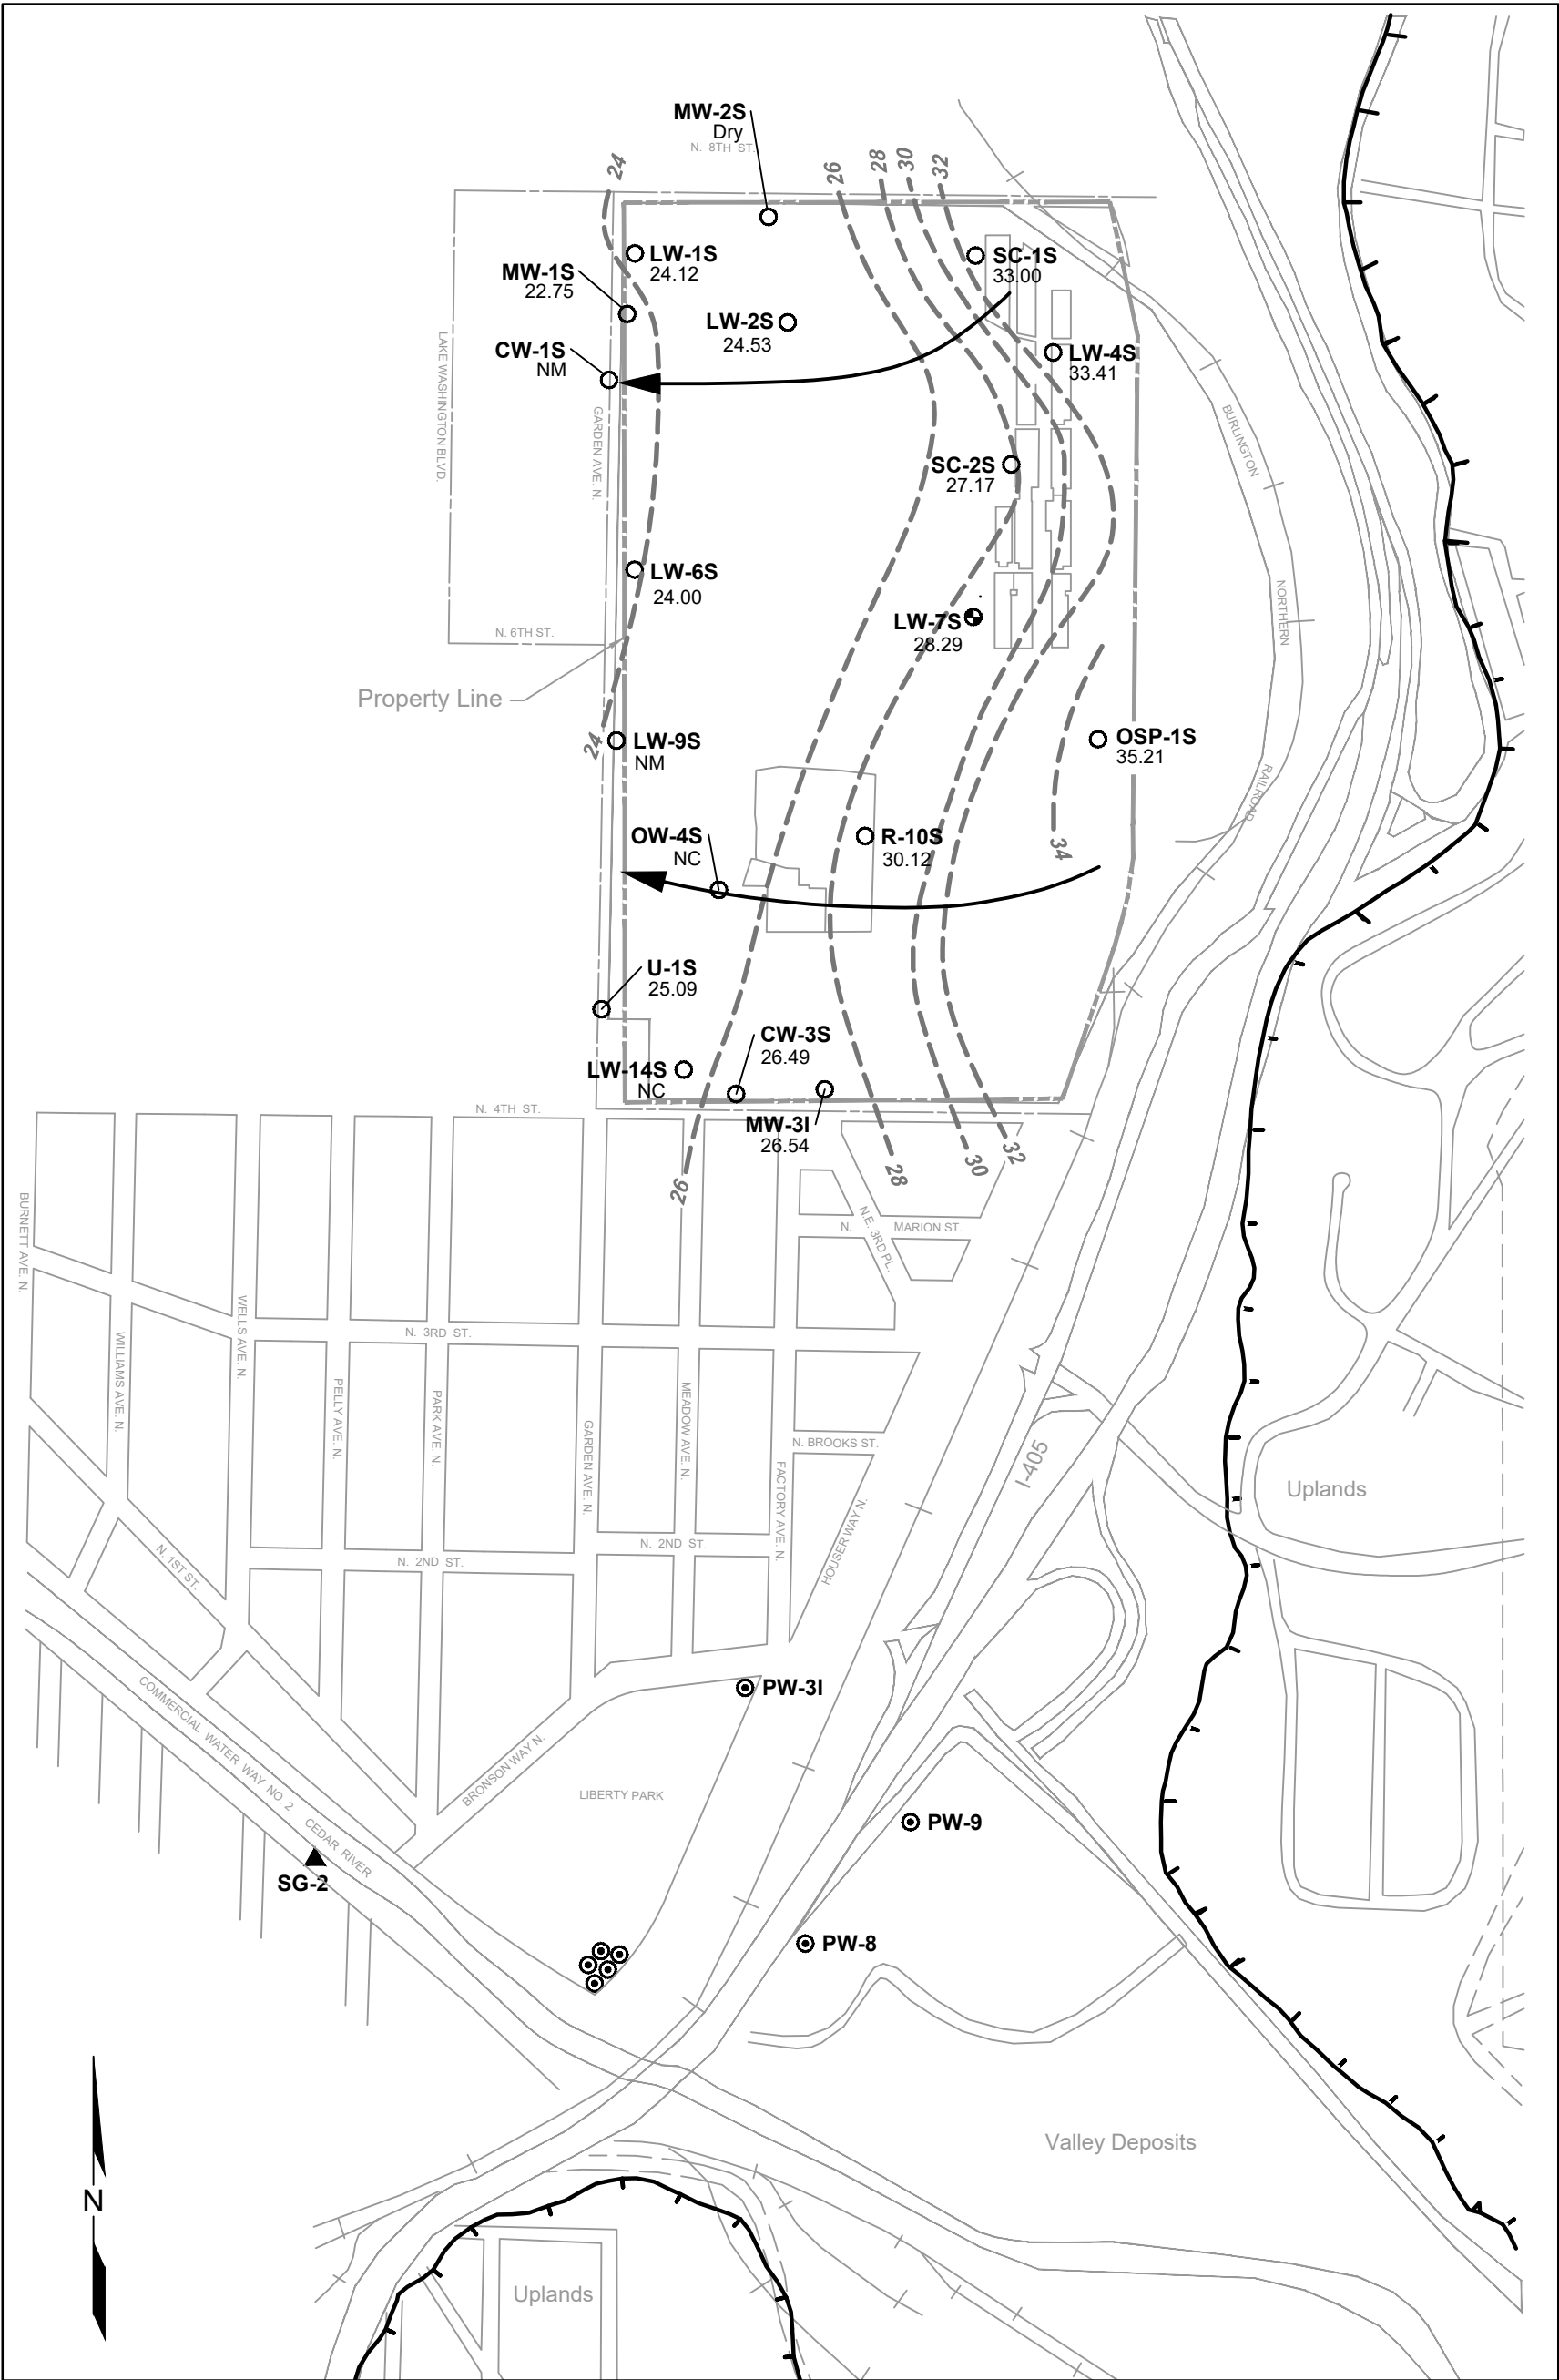 MW-2S
Dry
N. 8TH ST.
24
26
28
30
32
LW-1S
24.12
SC-1S
33.00
MW-1S
22.75
LW-2S
24.53
CW-1S
NM
LW-4S
33.41
LAKE WASHINGTON BLVD.
GARDEN AVE. N.
BURLINGTON
SC-2S
27.17
LW-6S
24.00
NORTHERN
LW-7S
28.29
N. 6TH ST.
Property Line
24
LW-9S
NM
OSP-1S
35.21
RAILROAD
OW-4S
NC
R-10S
30.12
34
U-1S
25.09
CW-3S
26.49
LW-14S
NC
N. 4TH ST.
MW-3I
26.54
26
28
30
32
BURNETT AVE. N.
N.
MARION ST.
N.E. 3RD PL.
WILLIAMS AVE. N.
WELLS AVE. N.
N. 3RD ST.
PELLY AVE. N.
PARK AVE. N.
GARDEN AVE. N.
MEADOW AVE. N.
FACTORY AVE. N.
N. BROOKS ST.
I-405
Uplands
HOUSER WAY N.
N. 1ST ST.
N. 2ND ST.
N. 2ND ST.
PW-3I
COMMERCIAL WATER WAY NO. 2
CEDAR RIVER
BRONSON WAY N.
LIBERTY PARK
PW-9
SG-2
PW-8
Valley Deposits
N
Uplands